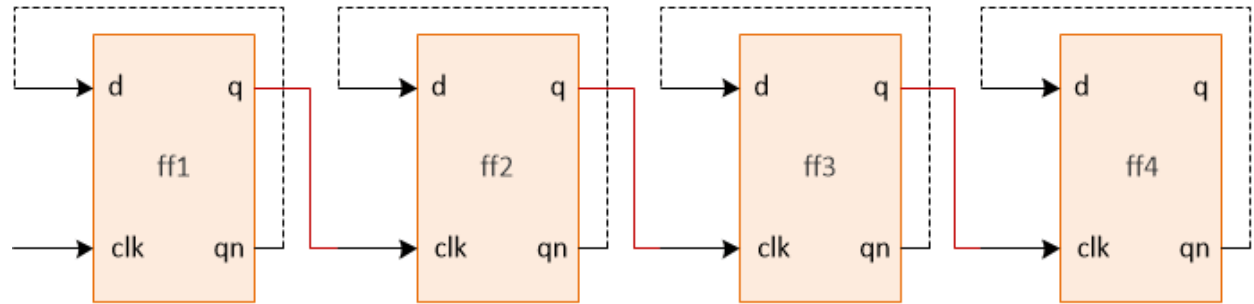 d q d q d q d q
ff1 ff2 ff3 ff4
clk qn clk qn clk qn clk qn